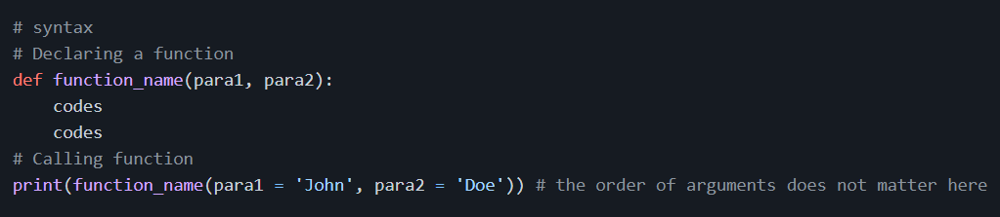 # syntax
# Declaring a function
def function_name(para1, para2):
    codes
    codes
# Calling function
print(function_name(para1 = 'John', para2 = 'Doe')) # the order of arguments does not matter here